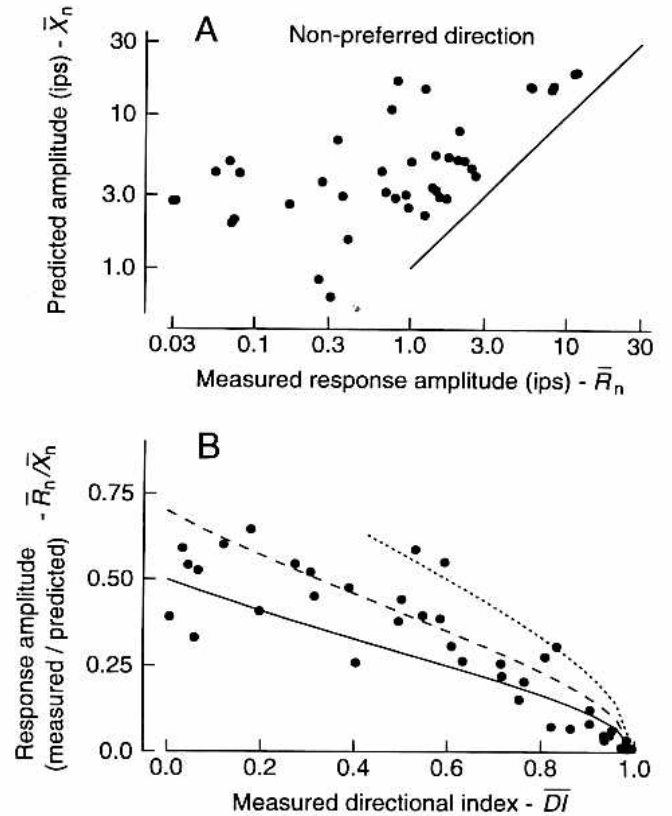 A
Non-preferred direction
Predicted amplitude (ips) - X̄n
30
10
3.0
1.0
0.03 0.1 0.3 1.0 3.0 10 30
Measured response amplitude (ips) - R̄n
B
Response amplitude - R̄n/X̄n
(measured / predicted)
0.75
0.50
0.25
0.0
0.0 0.2 0.4 0.6 0.8 1.0
Measured directional index - D̅I̅